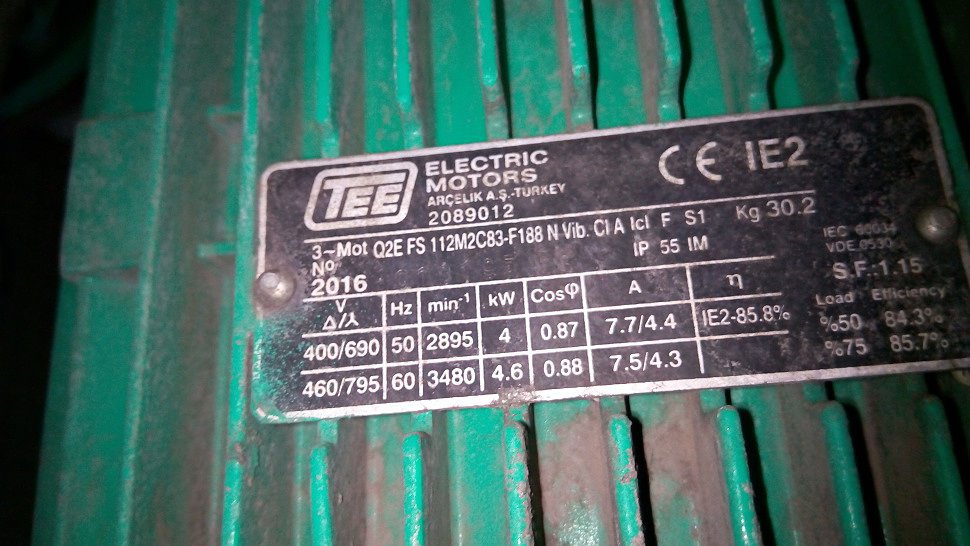 TEE
ELECTRIC
MOTORS
ARÇELİK A.Ş.-TURKEY
2089012
CE IE2
3~Mot Q2E FS 112M2C83-F188 N Vib. Cl A Icl F S1 Kg 30.2
No IP 55 IM
2016
IEC 60034
VDE 0530
S.F.:1.15
Load Efficiency
%50 84.3%
%75 85.7%
V Δ/⅄ Hz min-1 kW Cosφ A η
400/690 50 2895 4 0.87 7.7/4.4 IE2-85.8%
460/795 60 3480 4.6 0.88 7.5/4.3